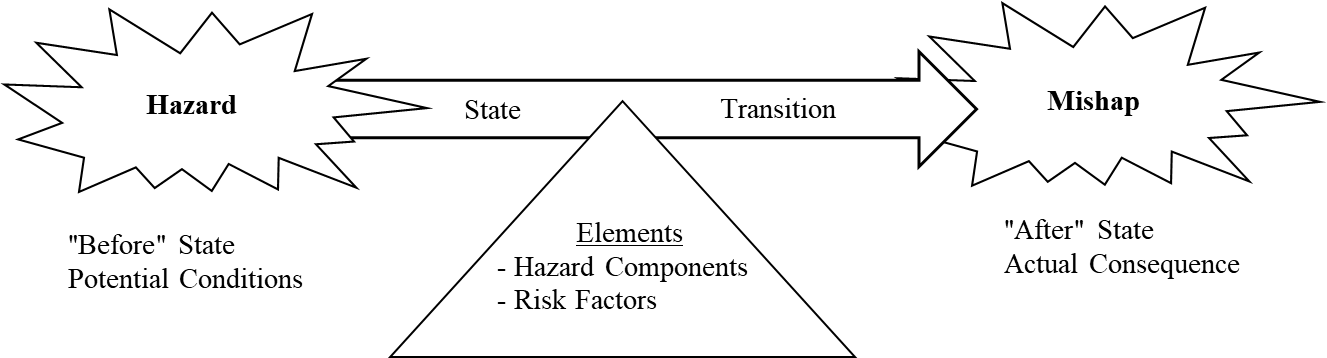 Hazard
State
Transition
Mishap
"Before" State
Potential Conditions
Elements
- Hazard Components
- Risk Factors
"After" State
Actual Consequence